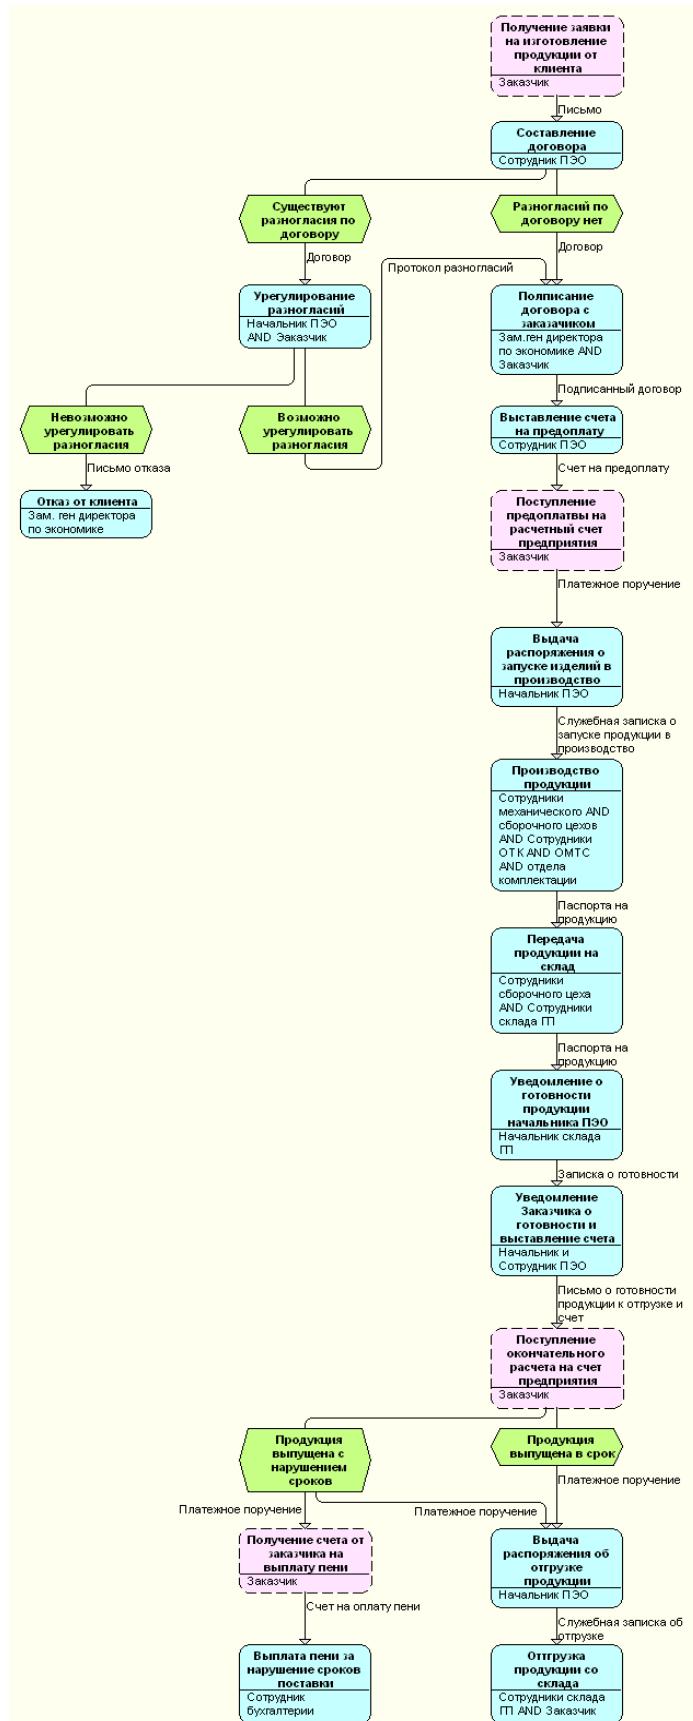 Получение заявки
на изготовление
продукции от
клиента
Заказчик
Письмо
Составление
договора
Сотрудник ПЭО
Существуют
разногласия по
договору
Разногласий по
договору нет
Договор
Договор
Протокол разногласий
Урегулирование
разногласий
Начальник ПЭО
AND Эаказчик
Полписание
договора с
заказачиком
Зам.ген директора
по экономике AND
Заказчик
Подписанный договор
Невозможно
урегулировать
разногласия
Возможно
урегулировать
разногласия
Выставление счета
на предоплату
Сотрудник ПЭО
Письмо отказа
Счет на предоплату
Отказ от клиента
Зам. ген директора
по экономике
Поступление
предоплатвы на
расчетный счет
предприятия
Заказчик
Платежное поручение
Выдача
распоряжения о
запуске изделий в
производство
Начальник ПЭО
Служебная записка о
запуске продукции в
производство
Производство
продукции
Сотрудники
механического AND
сборочного цехов
AND Сотрудники
ОТК AND ОМТС
AND отдела
комплектации
Паспорта на
продукцию
Передача
продукции на
склад
Сотрудники
сборочного цеха
AND Сотрудники
склада ГП
Паспорта на
продукцию
Уведомление о
готовности
продукции
начальника ПЭО
Начальник склада
ГП
Записка о готовности
Уведомление
Заказчика о
готовности и
выставление счета
Начальник и
Сотрудник ПЭО
Письмо о готовности
продукции к отгрузке и
счет
Поступление
окончательного
расчета на счет
предприятия
Заказчик
Продукция
выпущена с
нарушением
сроков
Продукция
выпущена в срок
Платежное поручение
Платежное поручение
Платежное поручение
Получение счета от
заказчика на
выплату пени
Заказчик
Выдача
распоряжения об
отгрузке
продукции
Начальник ПЭО
Счет на оплату пени
Служебная записка об
отгрузке
Выплата пени за
нарушение сроков
поставки
Сотрудник
бухгалтерии
Оттгрузка
продукции со
склада
Сотрудники склада
ГП AND Заказчик